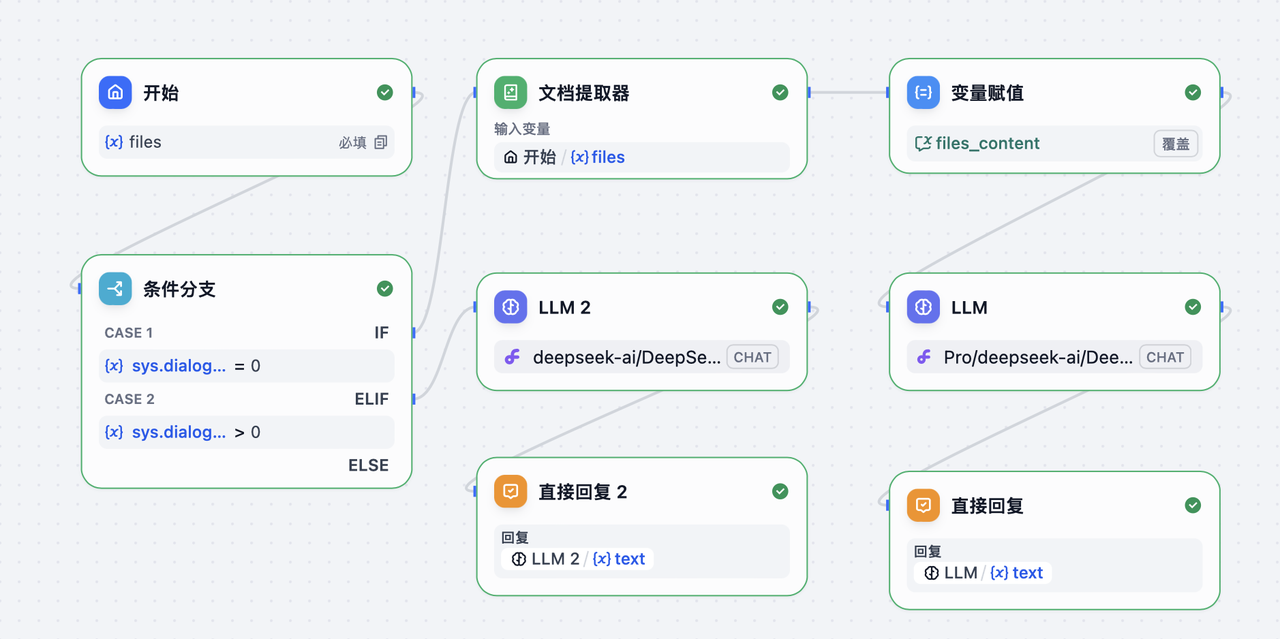 开始
{x} files 必填
条件分支
CASE 1 IF
{x} sys.dialog... = 0
CASE 2 ELIF
{x} sys.dialog... > 0
ELSE
文档提取器
输入变量
开始 / {x} files
LLM 2
deepseek-ai/DeepSe... CHAT
直接回复 2
回复
LLM 2 / {x} text
变量赋值
files_content 覆盖
LLM
Pro/deepseek-ai/Dee... CHAT
直接回复
回复
LLM / {x} text